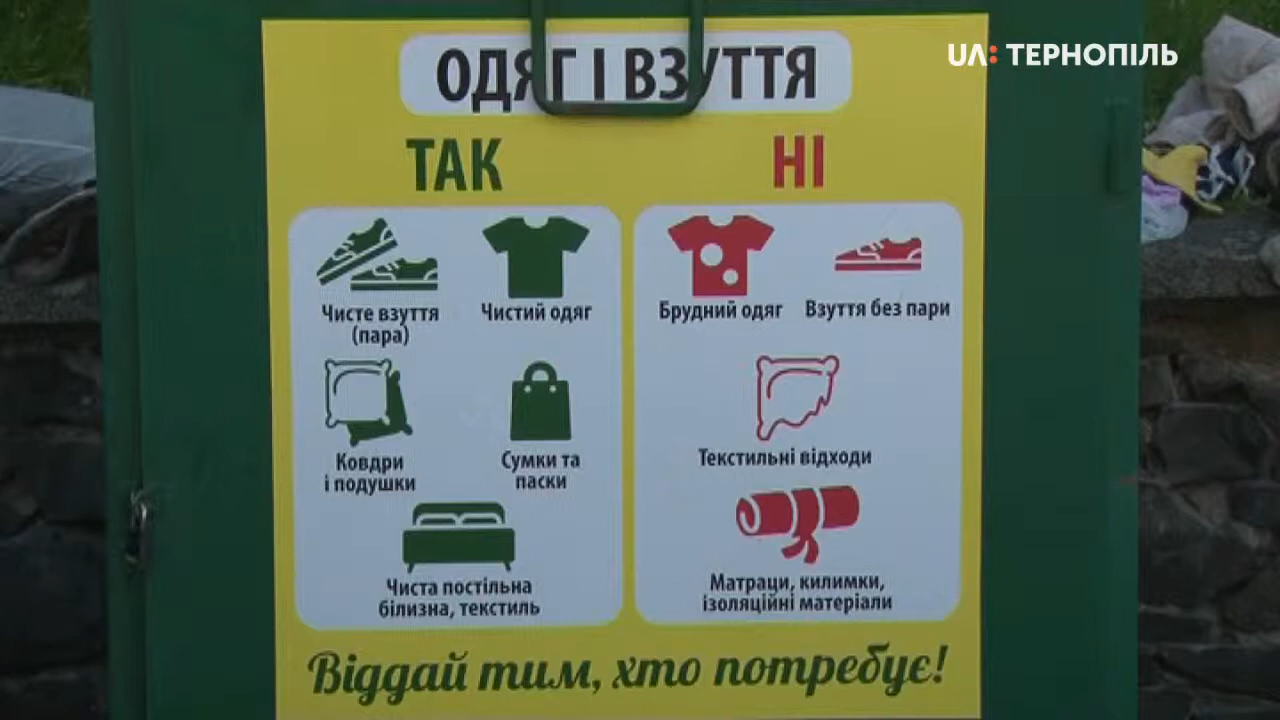 UA: ТЕРНОПІЛЬ
ОДЯГ І ВЗУТТЯ
ТАК
НІ
Чисте взуття
(пара)
Чистий одяг
Брудний одяг
Взуття без пари
Ковдри
і подушки
Сумки та
паски
Текстильні відходи
Чиста постільна
білизна, текстиль
Матраци, килимки,
ізоляційні матеріали
Віддай тим, хто потребує!